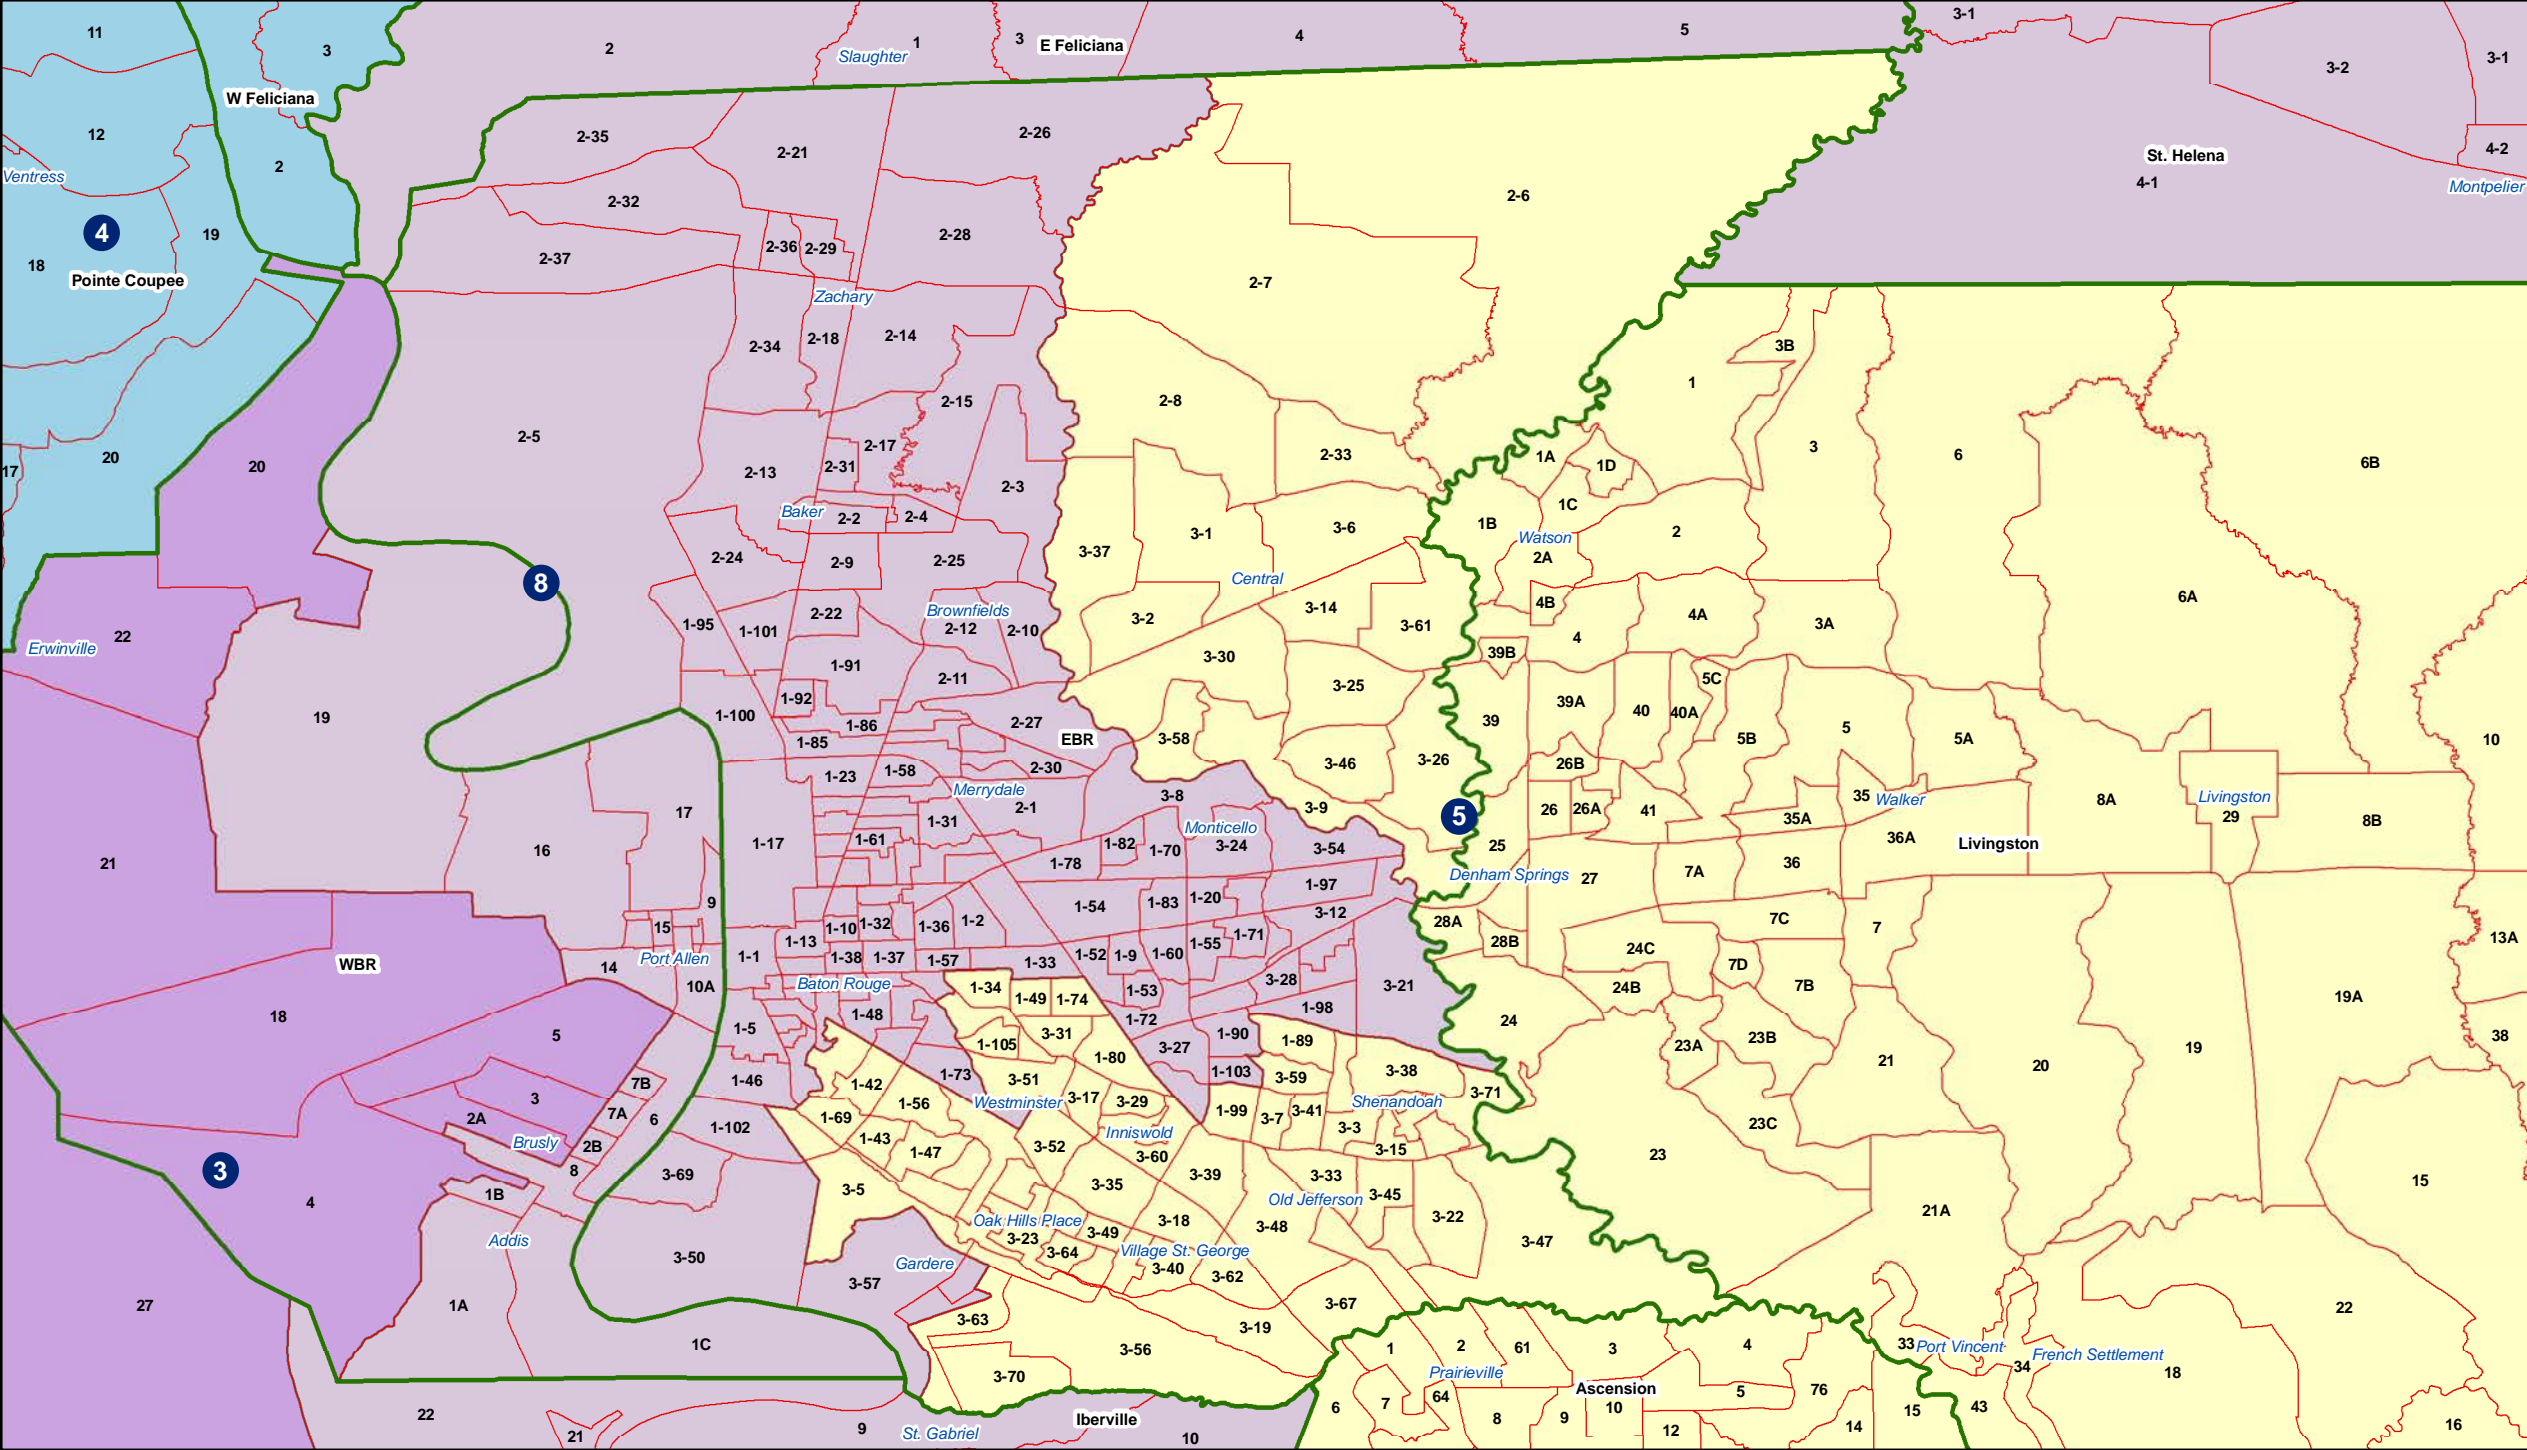 11
3
2
Slaughter
1
3
E Feliciana
4
5
3-1
3-2
3-1
W Feliciana
12
2
Ventress
4
19
18
Pointe Coupee
2-35
2-21
2-26
2-32
2-36
2-29
2-28
2-37
Zachary
2-6
2-7
St. Helena
4-1
4-2
Montpelier
2-34
2-18
2-14
2-15
2-5
2-17
2-31
2-13
2-3
2-8
2-33
17
20
20
Baker
2-2
2-4
2-24
2-9
2-25
3-37
3-1
3-6
Central
3B
1
3
6
6B
1A
1D
1C
1B
Watson
2
2A
8
22
Erwinville
1-95
1-101
2-22
Brownfields
2-12
2-10
1-91
2-11
3-2
3-14
3-61
3-30
3-25
4B
4
4A
3A
6A
39B
19
1-92
1-100
1-86
1-85
2-27
EBR
3-58
3-46
3-26
39
39A
40
40A
5C
5B
5
5A
10
1-23
1-58
2-30
Merrydale
2-1
3-8
3-9
5
26B
26
26A
41
35
Walker
35A
36A
Livingston
8A
Livingston
29
8B
21
16
17
1-17
1-31
1-61
1-78
1-82
1-70
Monticello
3-24
3-54
25
Denham Springs
27
7A
36
9
15
1-13
1-10
1-32
1-36
1-2
1-54
1-83
1-20
1-97
3-12
28A
28B
7C
7
13A
WBR
14
Port Allen
10A
1-1
1-38
1-37
1-57
1-33
1-52
1-9
1-60
1-55
1-71
Baton Rouge
1-34
1-49
1-74
1-53
3-28
3-21
24C
24B
7D
7B
19A
18
5
1-5
1-48
1-105
3-31
1-80
1-72
1-98
1-90
3-27
1-89
24
23A
23B
21
20
19
38
7B
3
7A
2A
Brusly
2B
6
8
1-46
1-73
1-42
3-51
Westminster
3-17
3-29
1-103
3-59
3-38
3-71
1-56
1-69
1-102
1-43
1-47
Inniswold
3-52
3-60
1-99
3-7
3-41
Shenandoah
3-3
3-15
23C
23
3
4
1B
Addis
3-69
3-5
3-35
3-39
3-33
Old Jefferson
3-45
3-22
15
21A
Oak Hills Place
3-23
3-49
3-64
3-18
Village St. George
3-40
3-48
3-62
3-47
27
1A
3-50
Gardere
3-57
1C
3-63
3-56
3-19
3-67
3-70
1
2
61
3
4
33
Port Vincent
34
French Settlement
18
22
Prairieville
Ascension
22
21
9
St. Gabriel
Iberville
10
6
7
64
8
9
10
5
12
76
14
15
43
16